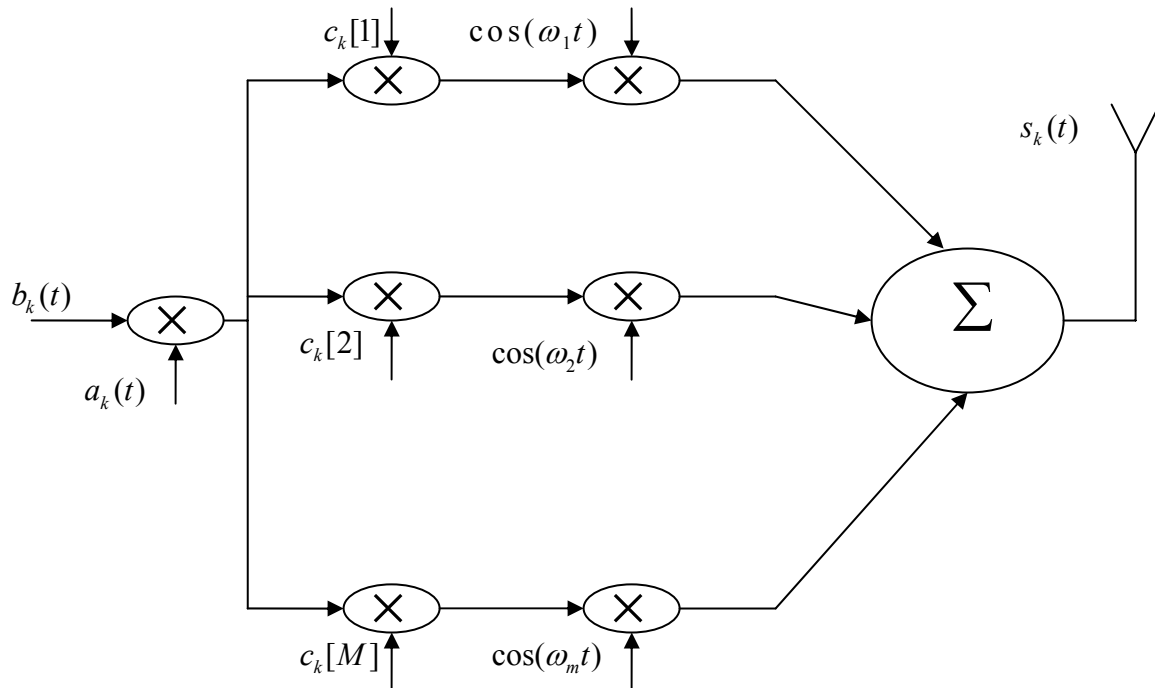 c_k[1]
cos(ω_1 t)
s_k(t)
b_k(t)
×
×
×
Σ
×
×
c_k[2]
cos(ω_2 t)
a_k(t)
×
×
c_k[M]
cos(ω_m t)